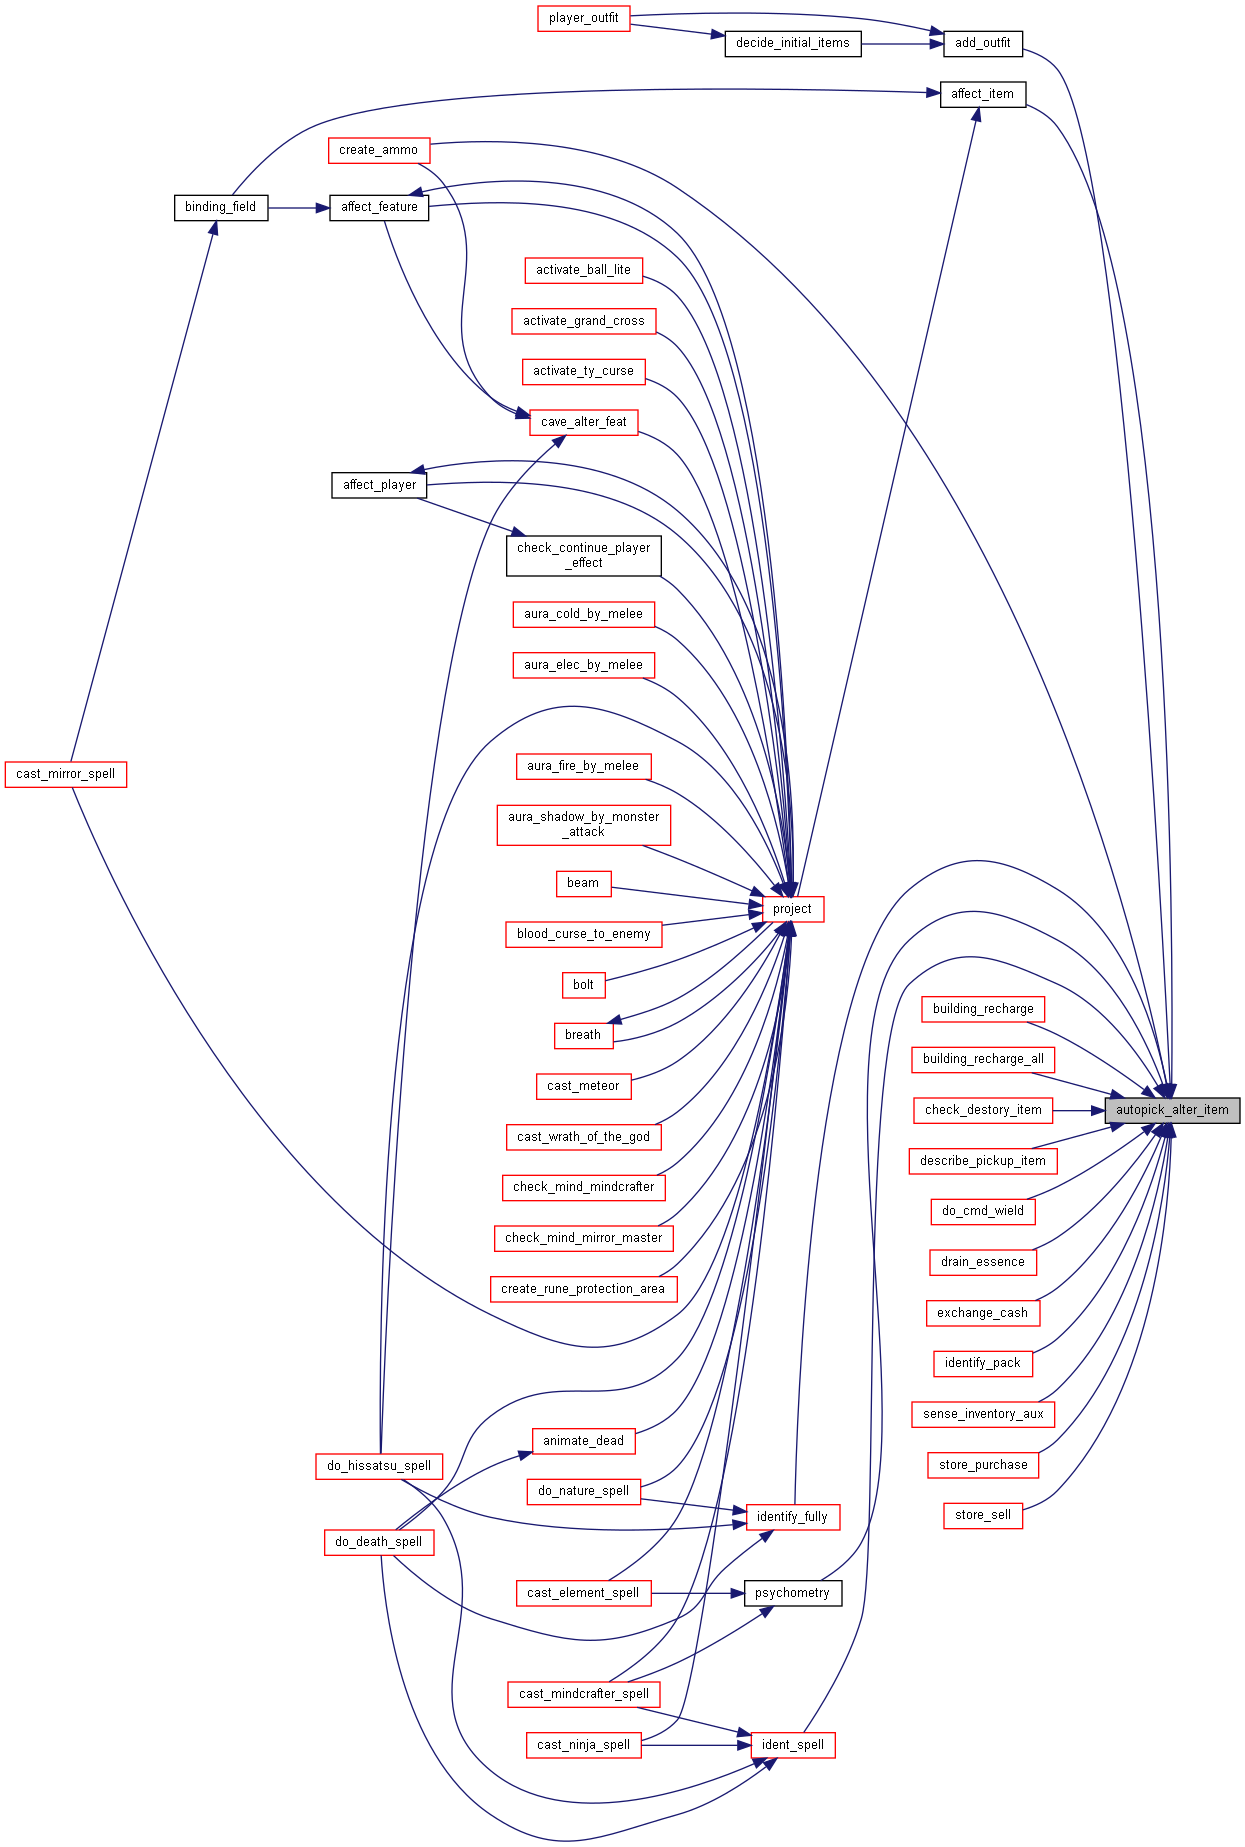 player_outfit
decide_initial_items
add_outfit
affect_item
create_ammo
binding_field
affect_feature
activate_ball_lite
activate_grand_cross
activate_ty_curse
cave_alter_feat
affect_player
check_continue_player
_effect
aura_cold_by_melee
aura_elec_by_melee
cast_mirror_spell
aura_fire_by_melee
aura_shadow_by_monster
_attack
beam
project
blood_curse_to_enemy
bolt
building_recharge
breath
building_recharge_all
cast_meteor
check_destory_item
autopick_alter_item
cast_wrath_of_the_god
describe_pickup_item
check_mind_mindcrafter
do_cmd_wield
check_mind_mirror_master
drain_essence
create_rune_protection_area
exchange_cash
identify_pack
sense_inventory_aux
animate_dead
do_hissatsu_spell
store_purchase
do_nature_spell
identify_fully
store_sell
do_death_spell
cast_element_spell
psychometry
cast_mindcrafter_spell
cast_ninja_spell
ident_spell